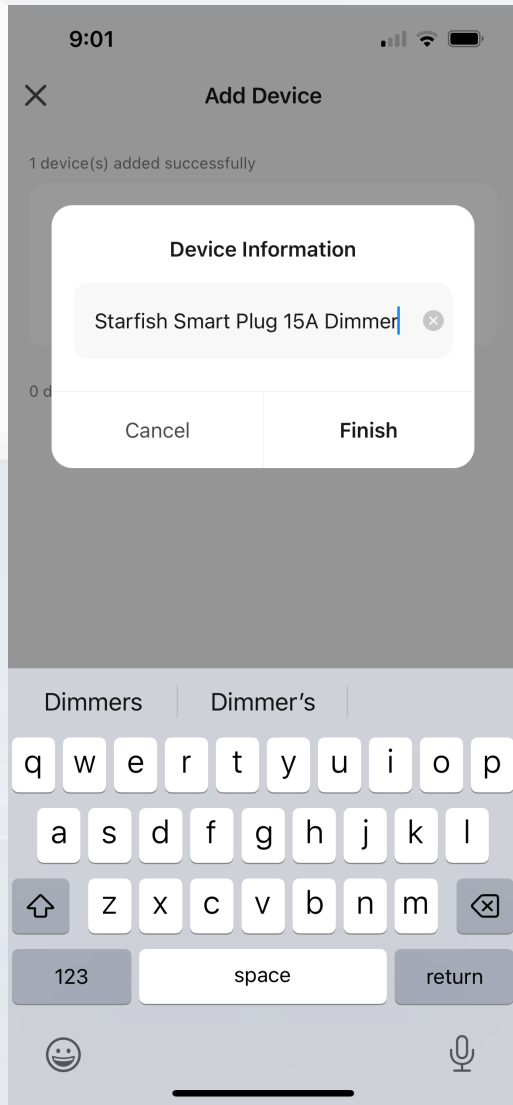 9:01
Add Device
1 device(s) added successfully
Device Information
Starfish Smart Plug 15A Dimmer
0 d
Cancel Finish
Dimmers Dimmer's
q w e r t y u i o p
a s d f g h j k l
z x c v b n m
123 space return